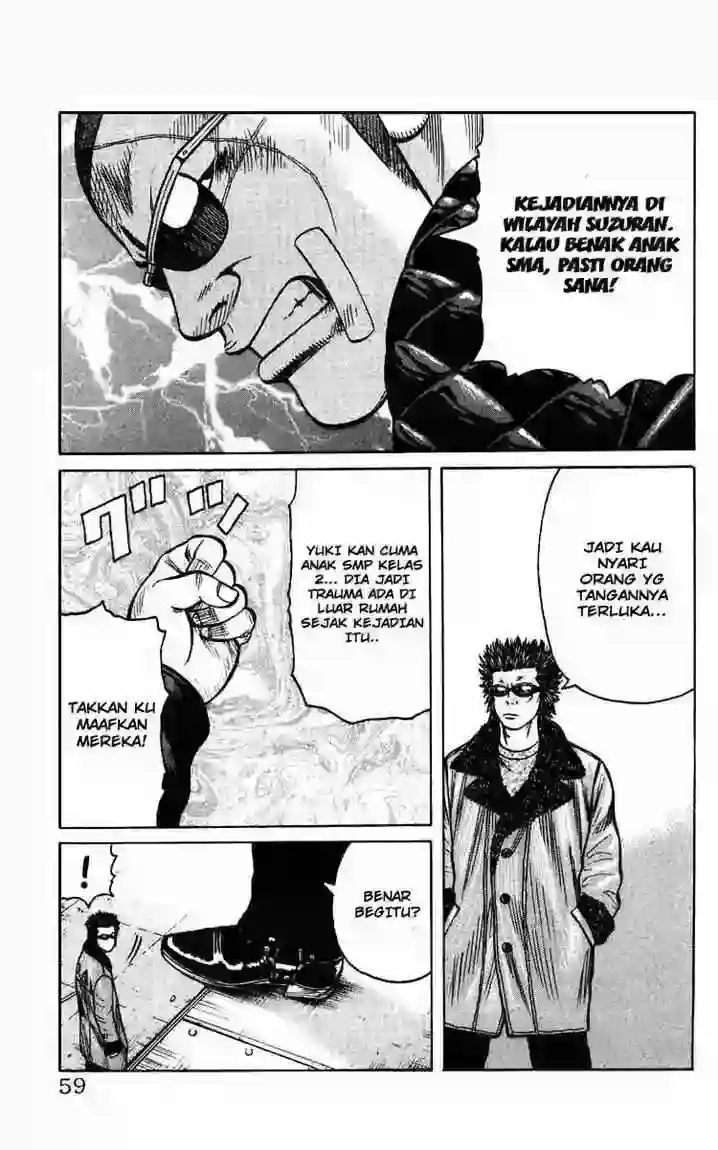 KEJADIANNYA DI
WILAYAH SUZURAN.
KALAU BENAK ANAK
SMA, PASTI ORANG
SANA!
JADI KAU
NYARI
ORANG YG
TANGANNYA
TERLUKA...
YUKI KAN CUMA
ANAK SMP KELAS
2... DIA JADI
TRAUMA ADA DI
LUAR RUMAH
SEJAK KEJADIAN
ITU..
グッ
TAKKAN KU
MAAFKAN
MEREKA!
BENAR
BEGITU?
!
59